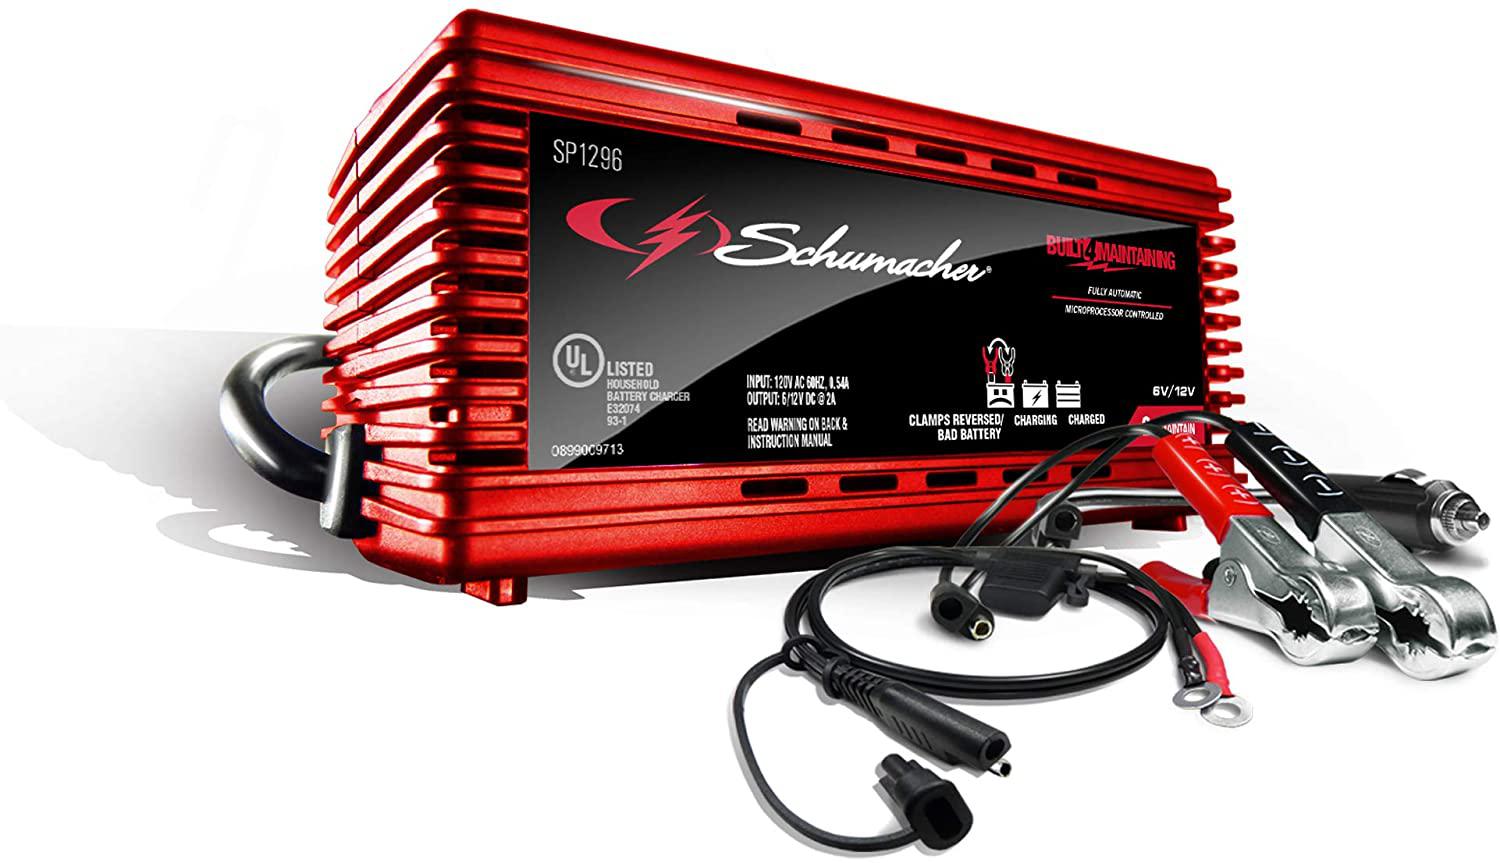 SP1296
Schumacher®
BUILT 4 MAINTAINING
FULLY AUTOMATIC
MICROPROCESSOR CONTROLLED
UL
LISTED
HOUSEHOLD
BATTERY CHARGER
E32074
93-1
0899009713
INPUT: 120V AC 60HZ, 0.54A
OUTPUT: 6/12V DC @ 2A
READ WARNING ON BACK &
INSTRUCTION MANUAL
CLAMPS REVERSED/
BAD BATTERY
CHARGING
CHARGED
6V/12V
MAINTAIN
(+) (+)
(-) (-)